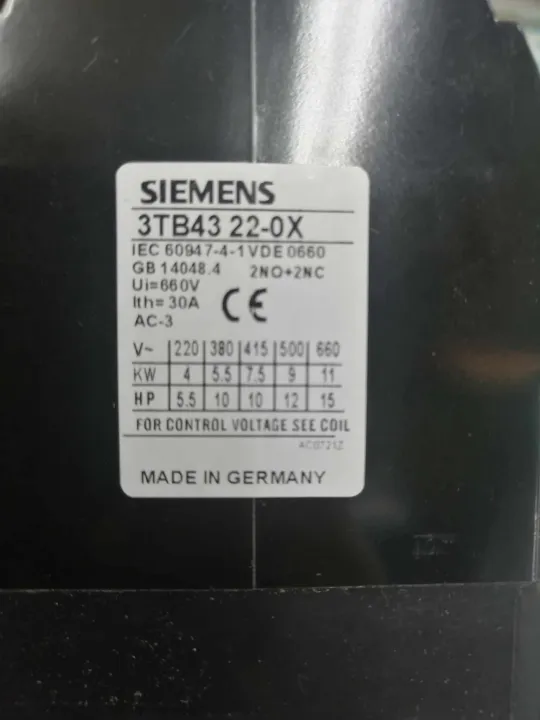 SIEMENS
3TB43 22-0X
IEC 60947-4-1 VDE 0660
GB 14048.4 2NO+2NC
Ui=660V
Ith= 30A
CE
AC-3
V~ 220 380 415 500 660
KW 4 5.5 7.5 9 11
HP 5.5 10 10 12 15
FOR CONTROL VOLTAGE SEE COIL
MADE IN GERMANY